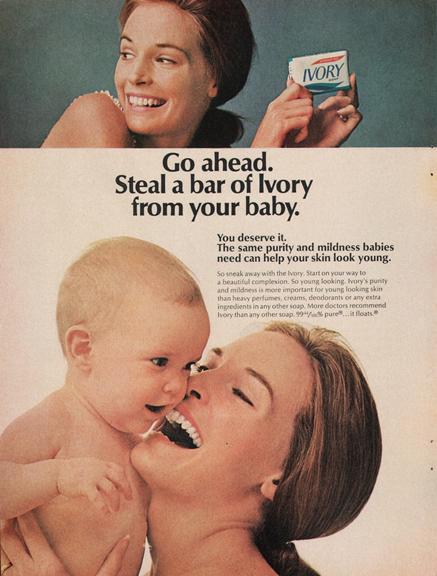 IVORY
Go ahead.
Steal a bar of Ivory
from your baby.
You deserve it.
The same purity and mildness babies
need can help your skin look young.
So sneak away with the Ivory. Start on your way to
a beautiful complexion. So young looking. Ivory's purity
and mildness is more important for young looking skin
than heavy perfumes, creams, deodorants or any extra
ingredients in any other soap. More doctors recommend
Ivory than any other soap. 99 44/100% pure®...it floats.®